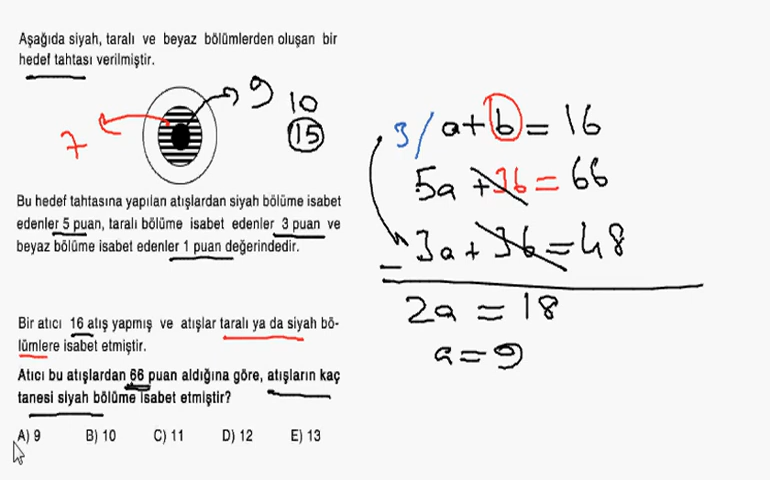 Aşağıda siyah, taralı ve beyaz bölümlerden oluşan bir
hedef tahtası verilmiştir.
9
10
15
7
Bu hedef tahtasına yapılan atışlardan siyah bölüme isabet
edenler 5 puan, taralı bölüme isabet edenler 3 puan ve
beyaz bölüme isabet edenler 1 puan değerindedir.
Bir atıcı 16 atış yapmış ve atışlar taralı ya da siyah bö-
lümlere isabet etmiştir.
Atıcı bu atışlardan 66 puan aldığına göre, atışların kaç
tanesi siyah bölüme isabet etmiştir?
A) 9 B) 10 C) 11 D) 12 E) 13
3/ a+b=16
5a+3b=66
-3a+3b=48
2a=18
a=9